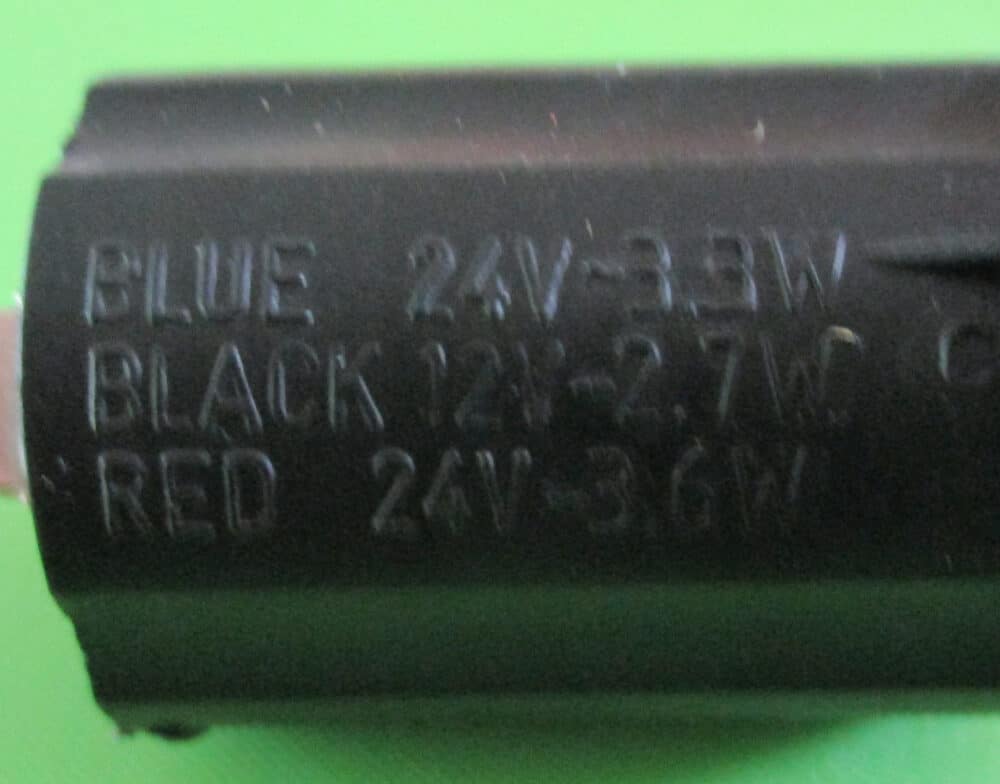 BLUE 24V-3.3W
BLACK 12V-2.7W
RED 24V-3.6W